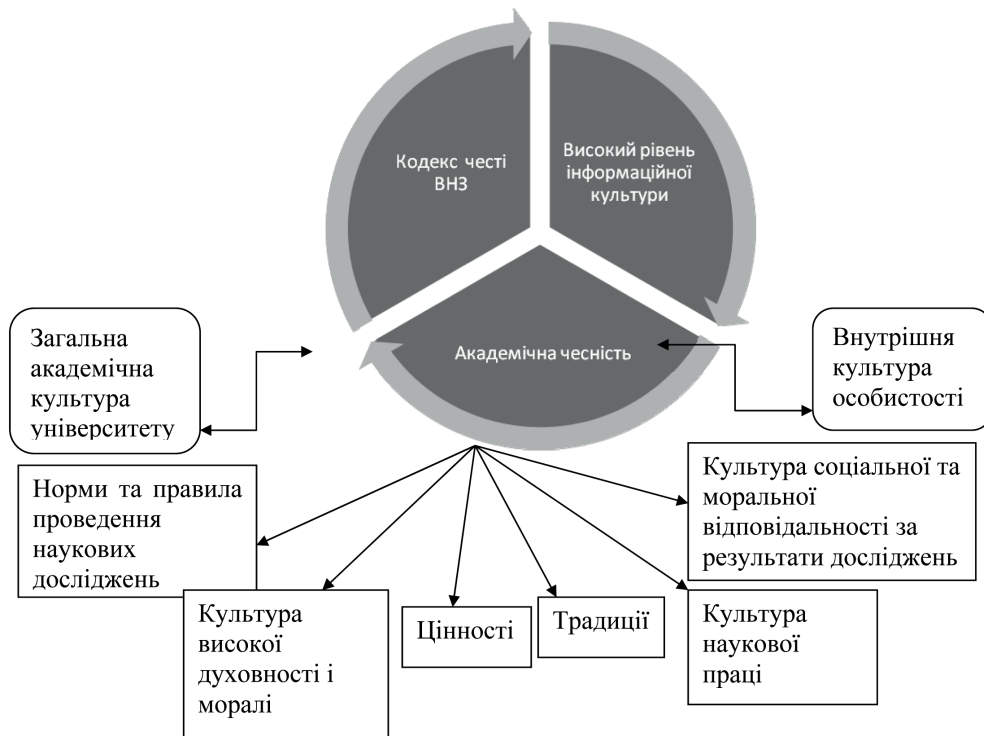 Кодекс честі
ВНЗ
Високий рівень
інформаційної
культури
Академічна чесність
Загальна
академічна
культура
університету
Внутрішня
культура
особистості
Норми та правила
проведення
наукових
досліджень
Культура соціальної та
моральної
відповідальності за
результати досліджень
Культура
високої
духовності і
моралі
Цінності
Традиції
Культура
наукової
праці